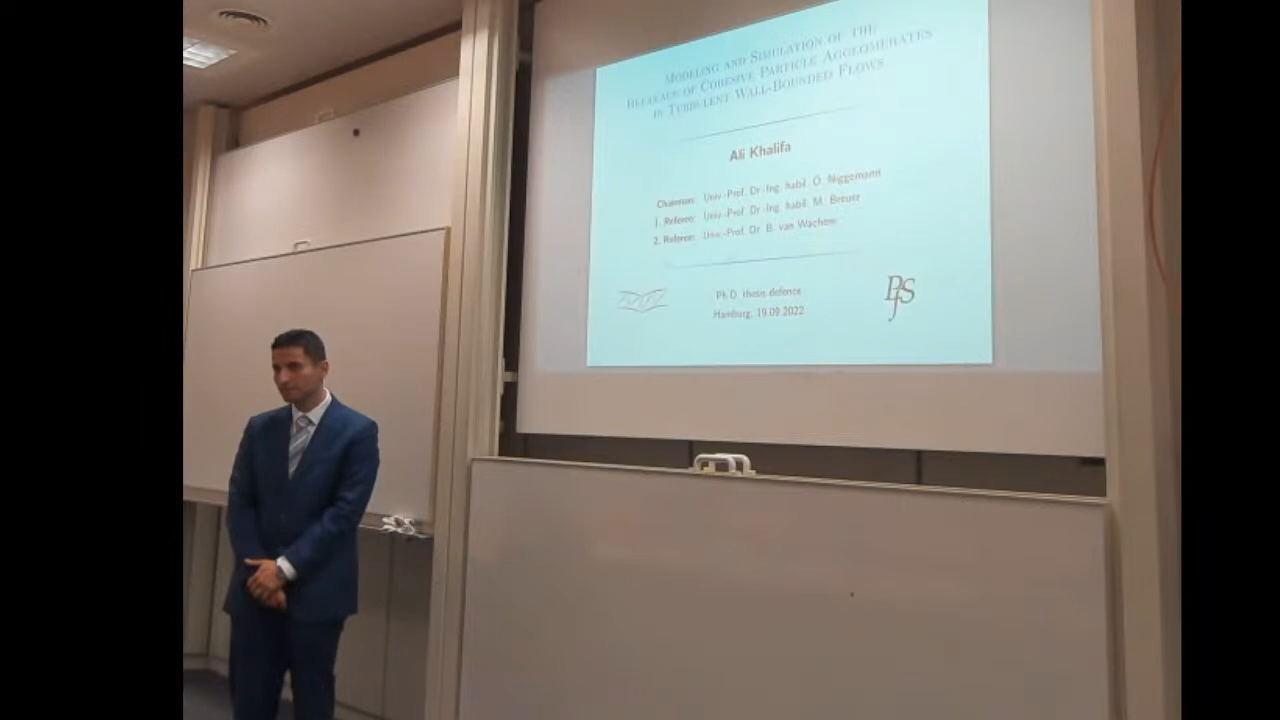 MODELING AND SIMULATION OF THE
BREAKAGE OF COHESIVE PARTICLE AGGLOMERATES
IN TURBULENT WALL-BOUNDED FLOWS
Ali Khalifa
Chairman: Univ.-Prof. Dr.-Ing. habil. O. Niggemann
1. Referee: Univ.-Prof. Dr.-Ing. habil. M. Breuer
2. Referee: Univ.-Prof. Dr. B. van Wachem
Ph.D. thesis defence
Hamburg, 19.09.2022
PfS